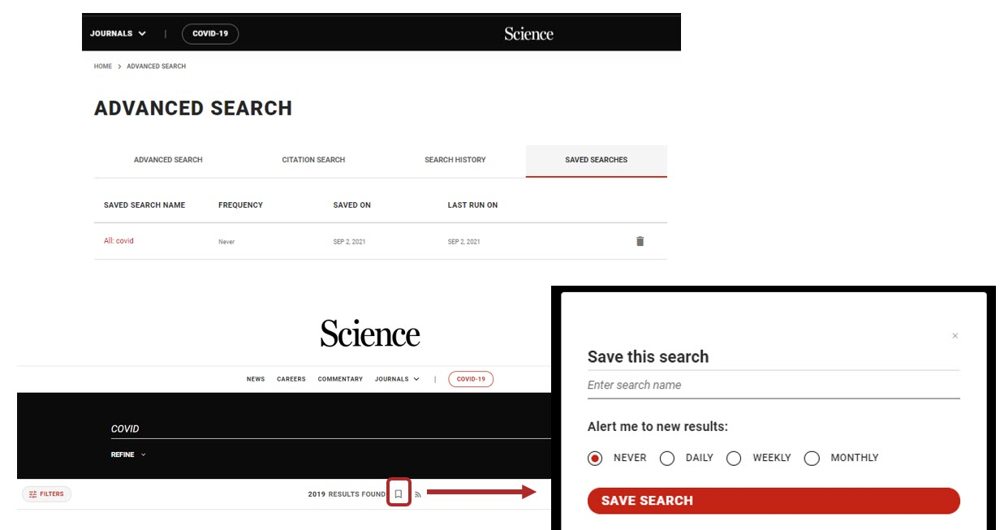 JOURNALS | COVID-19 Science
HOME > ADVANCED SEARCH
ADVANCED SEARCH
ADVANCED SEARCH CITATION SEARCH SEARCH HISTORY SAVED SEARCHES
SAVED SEARCH NAME FREQUENCY SAVED ON LAST RUN ON
All: covid Never SEP 2, 2021 SEP 2, 2021
Science
NEWS CAREERS COMMENTARY JOURNALS | COVID-19
COVID
REFINE
FILTERS 2019 RESULTS FOUND
×
Save this search
Enter search name
Alert me to new results:
NEVER DAILY WEEKLY MONTHLY
SAVE SEARCH